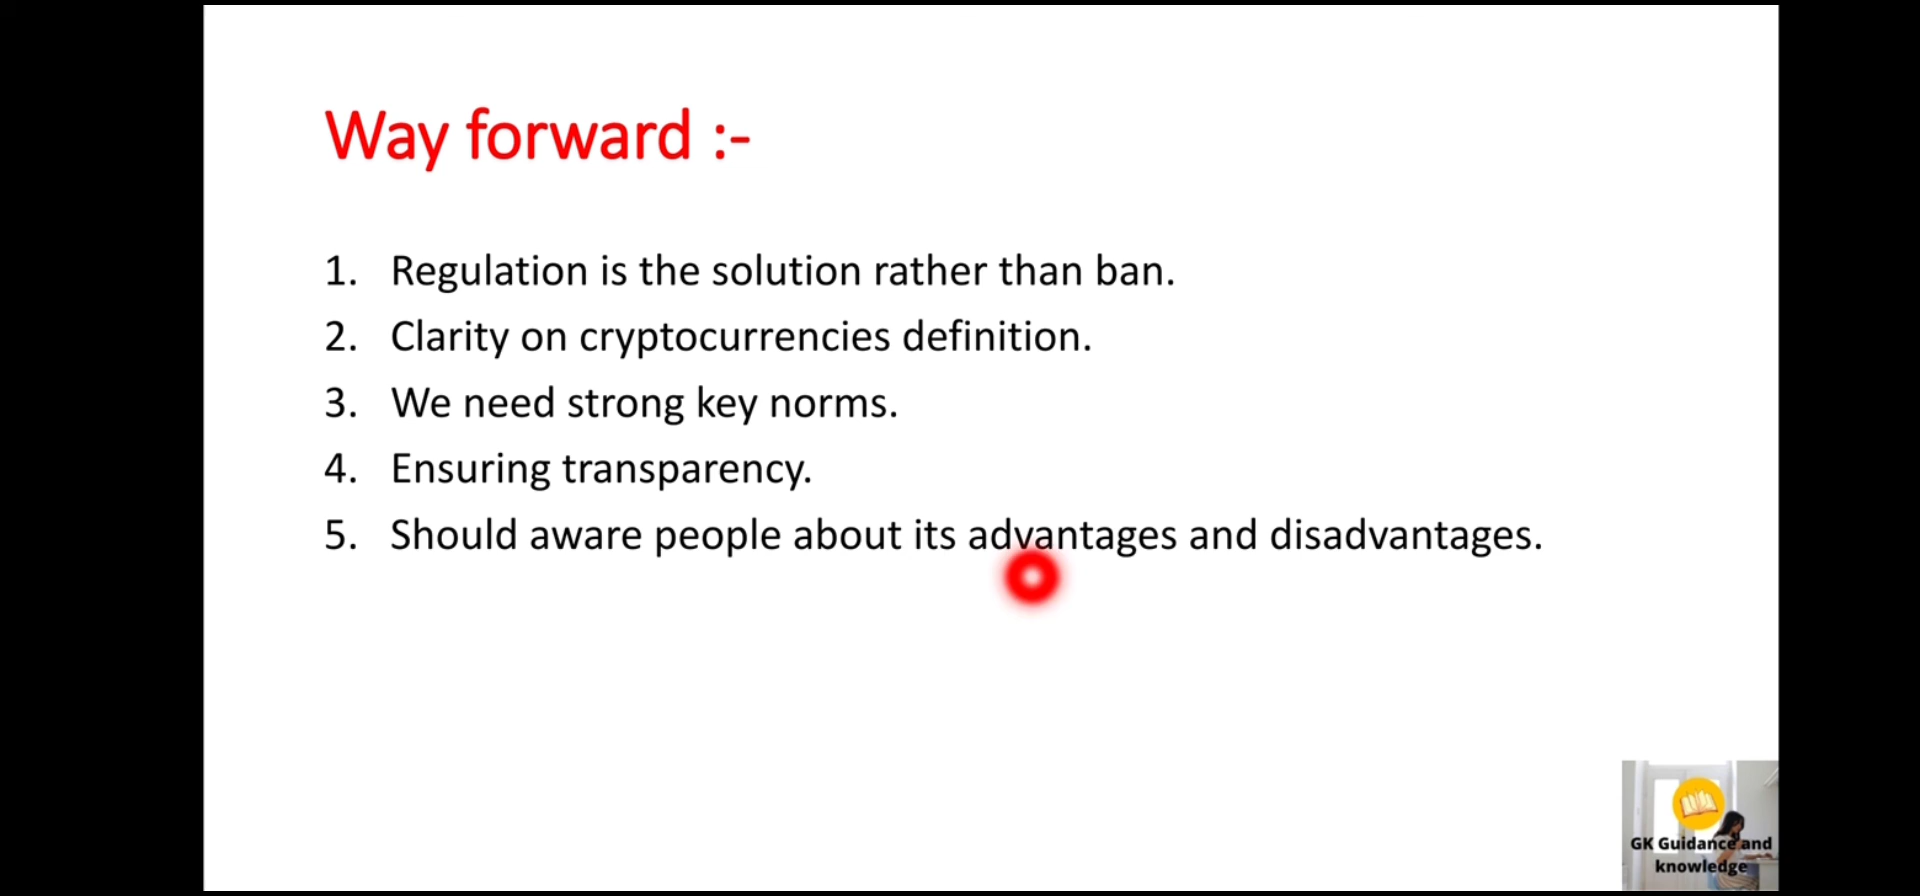 Way forward :-
1. Regulation is the solution rather than ban.
2. Clarity on cryptocurrencies definition.
3. We need strong key norms.
4. Ensuring transparency.
5. Should aware people about its advantages and disadvantages.
GK Guidance and
knowledge